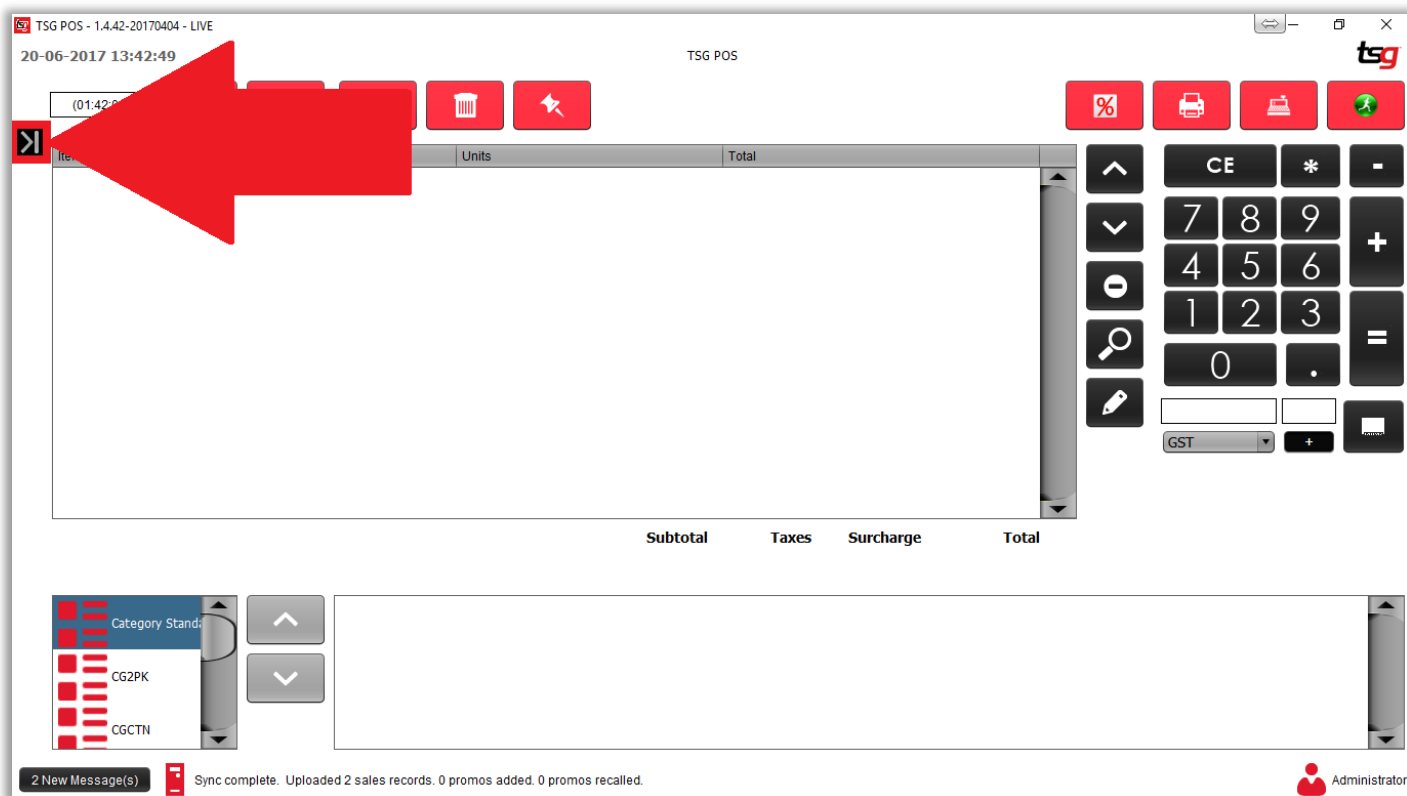 TSG POS - 1.4.42-20170404 - LIVE
20-06-2017 13:42:49
TSG POS
tsg
%
Units Total
CE * -
7 8 9 +
4 5 6
1 2 3 =
0 .
GST +
Subtotal Taxes Surcharge Total
Category
CG2PK
CGCTN
2 New Message(s) Sync complete. Uploaded 2 sales records. 0 promos added. 0 promos recalled. Administrator